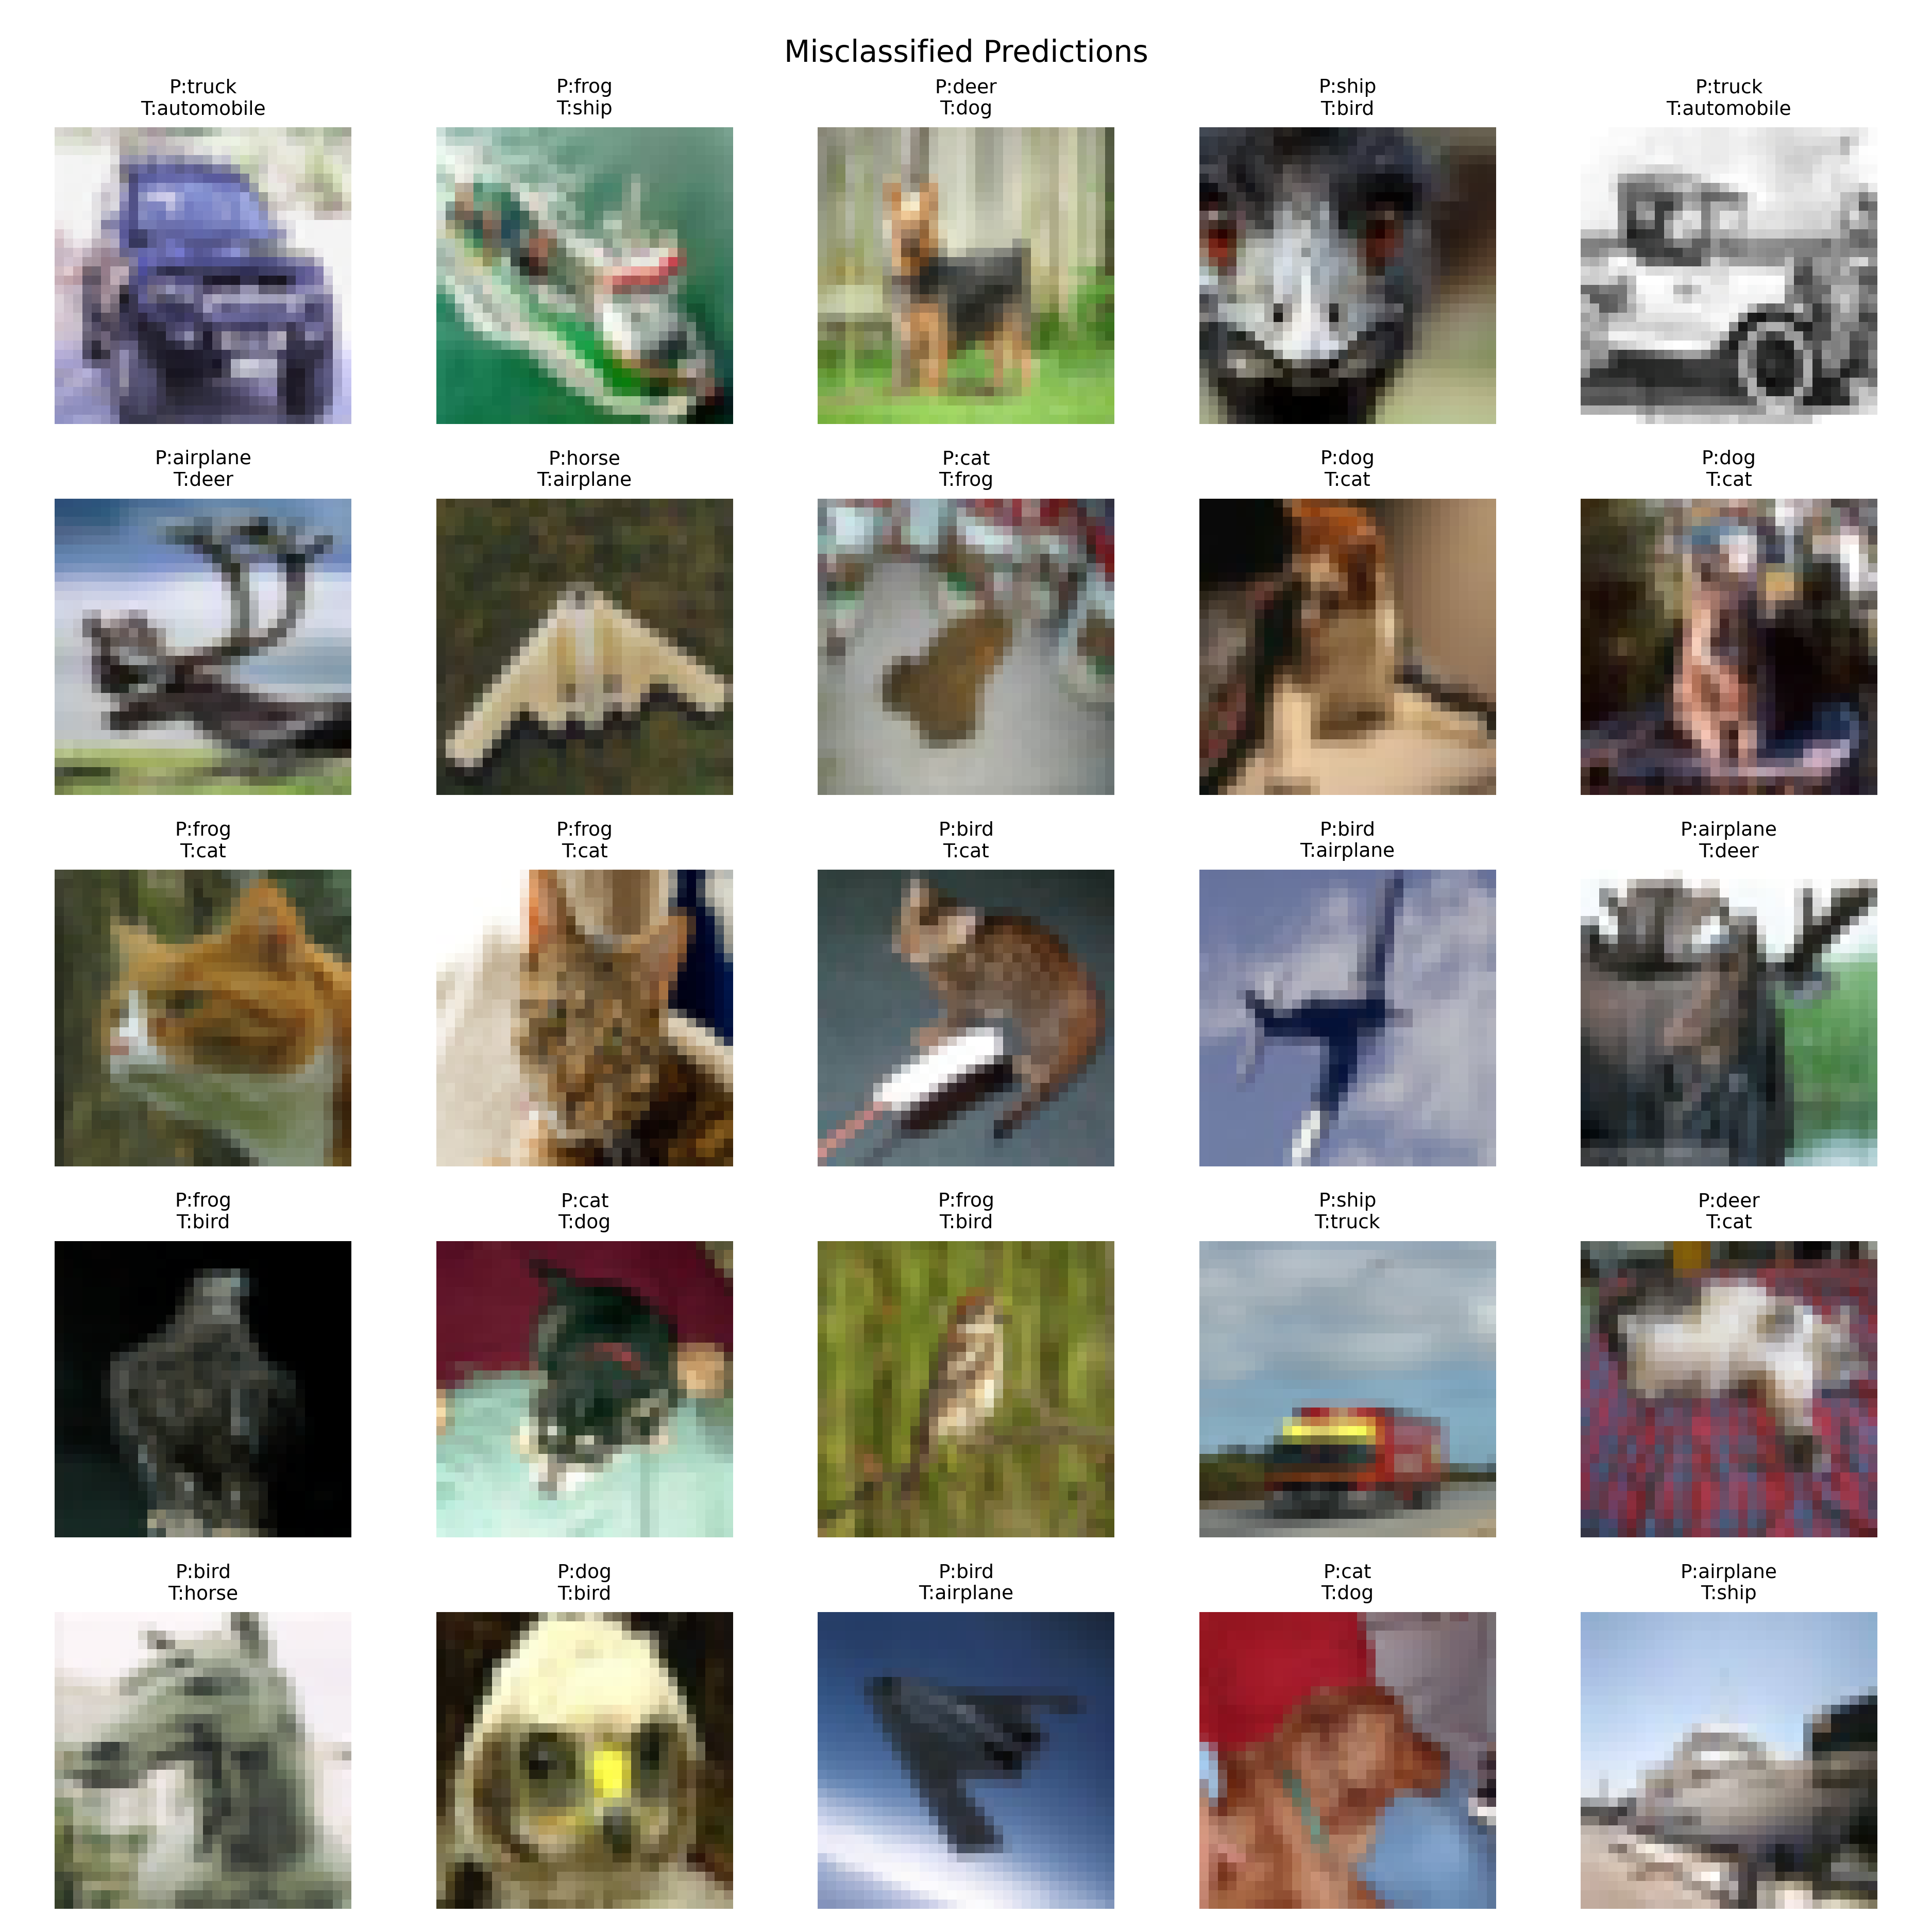 Misclassified Predictions
P:truck
T:automobile
P:frog
T:ship
P:deer
T:dog
P:ship
T:bird
P:truck
T:automobile
P:airplane
T:deer
P:horse
T:airplane
P:cat
T:frog
P:dog
T:cat
P:dog
T:cat
P:frog
T:cat
P:frog
T:cat
P:bird
T:cat
P:bird
T:airplane
P:airplane
T:deer
P:frog
T:bird
P:cat
T:dog
P:frog
T:bird
P:ship
T:truck
P:deer
T:cat
P:bird
T:horse
P:dog
T:bird
P:bird
T:airplane
P:cat
T:dog
P:airplane
T:ship